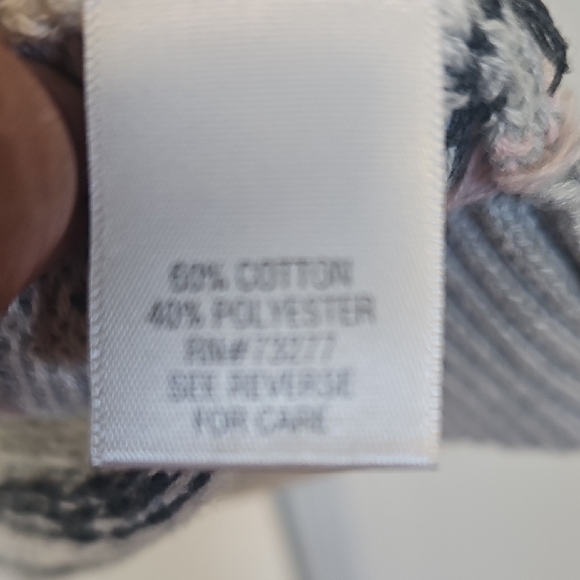 60% COTTON
40% POLYESTER
RN#73277
SEE REVERSE
FOR CARE